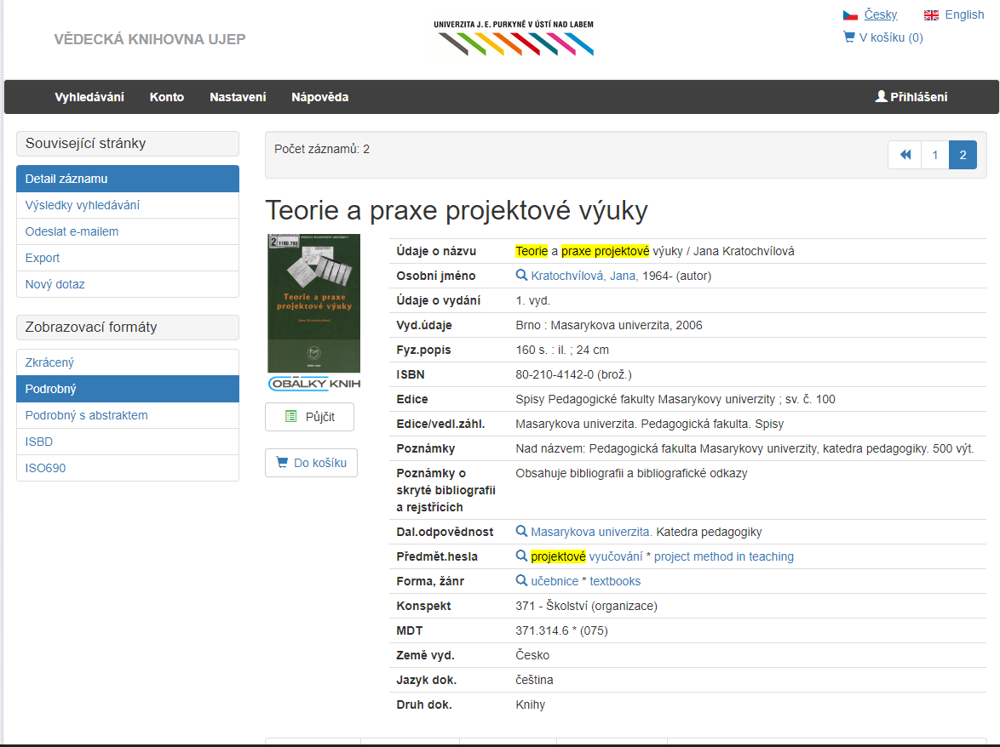 VĚDECKÁ KNIHOVNA UJEP
UNIVERZITA J. E. PURKYNĚ V ÚSTÍ NAD LABEM
Česky English
V košíku (0)
Vyhledávání Konto Nastavení Nápověda Přihlášení
Související stránky
Detail záznamu
Výsledky vyhledávání
Odeslat e-mailem
Export
Nový dotaz
Zobrazovací formáty
Zkrácený
Podrobný
Podrobný s abstraktem
ISBD
ISO690
Počet záznamů: 2
1 2
Teorie a praxe projektové výuky
Teorie a praxe
projektové výuky
Jana Kratochvílová
OBÁLKY KNIH
Půjčit
Do košíku
Údaje o názvu Teorie a praxe projektové výuky / Jana Kratochvílová
Osobní jméno Kratochvílová, Jana, 1964- (autor)
Údaje o vydání 1. vyd.
Vyd.údaje Brno : Masarykova univerzita, 2006
Fyz.popis 160 s. : il. ; 24 cm
ISBN 80-210-4142-0 (brož.)
Edice Spisy Pedagogické fakulty Masarykovy univerzity ; sv. č. 100
Edice/vedl.záhl. Masarykova univerzita. Pedagogická fakulta. Spisy
Poznámky Nad názvem: Pedagogická fakulta Masarykovy univerzity, katedra pedagogiky. 500 výt.
Poznámky o Obsahuje bibliografii a bibliografické odkazy
skryté bibliografii
a rejstřících
Dal.odpovědnost Masarykova univerzita. Katedra pedagogiky
Předmět.hesla projektové vyučování * project method in teaching
Forma, žánr učebnice * textbooks
Konspekt 371 - Školství (organizace)
MDT 371.314.6 * (075)
Země vyd. Česko
Jazyk dok. čeština
Druh dok. Knihy